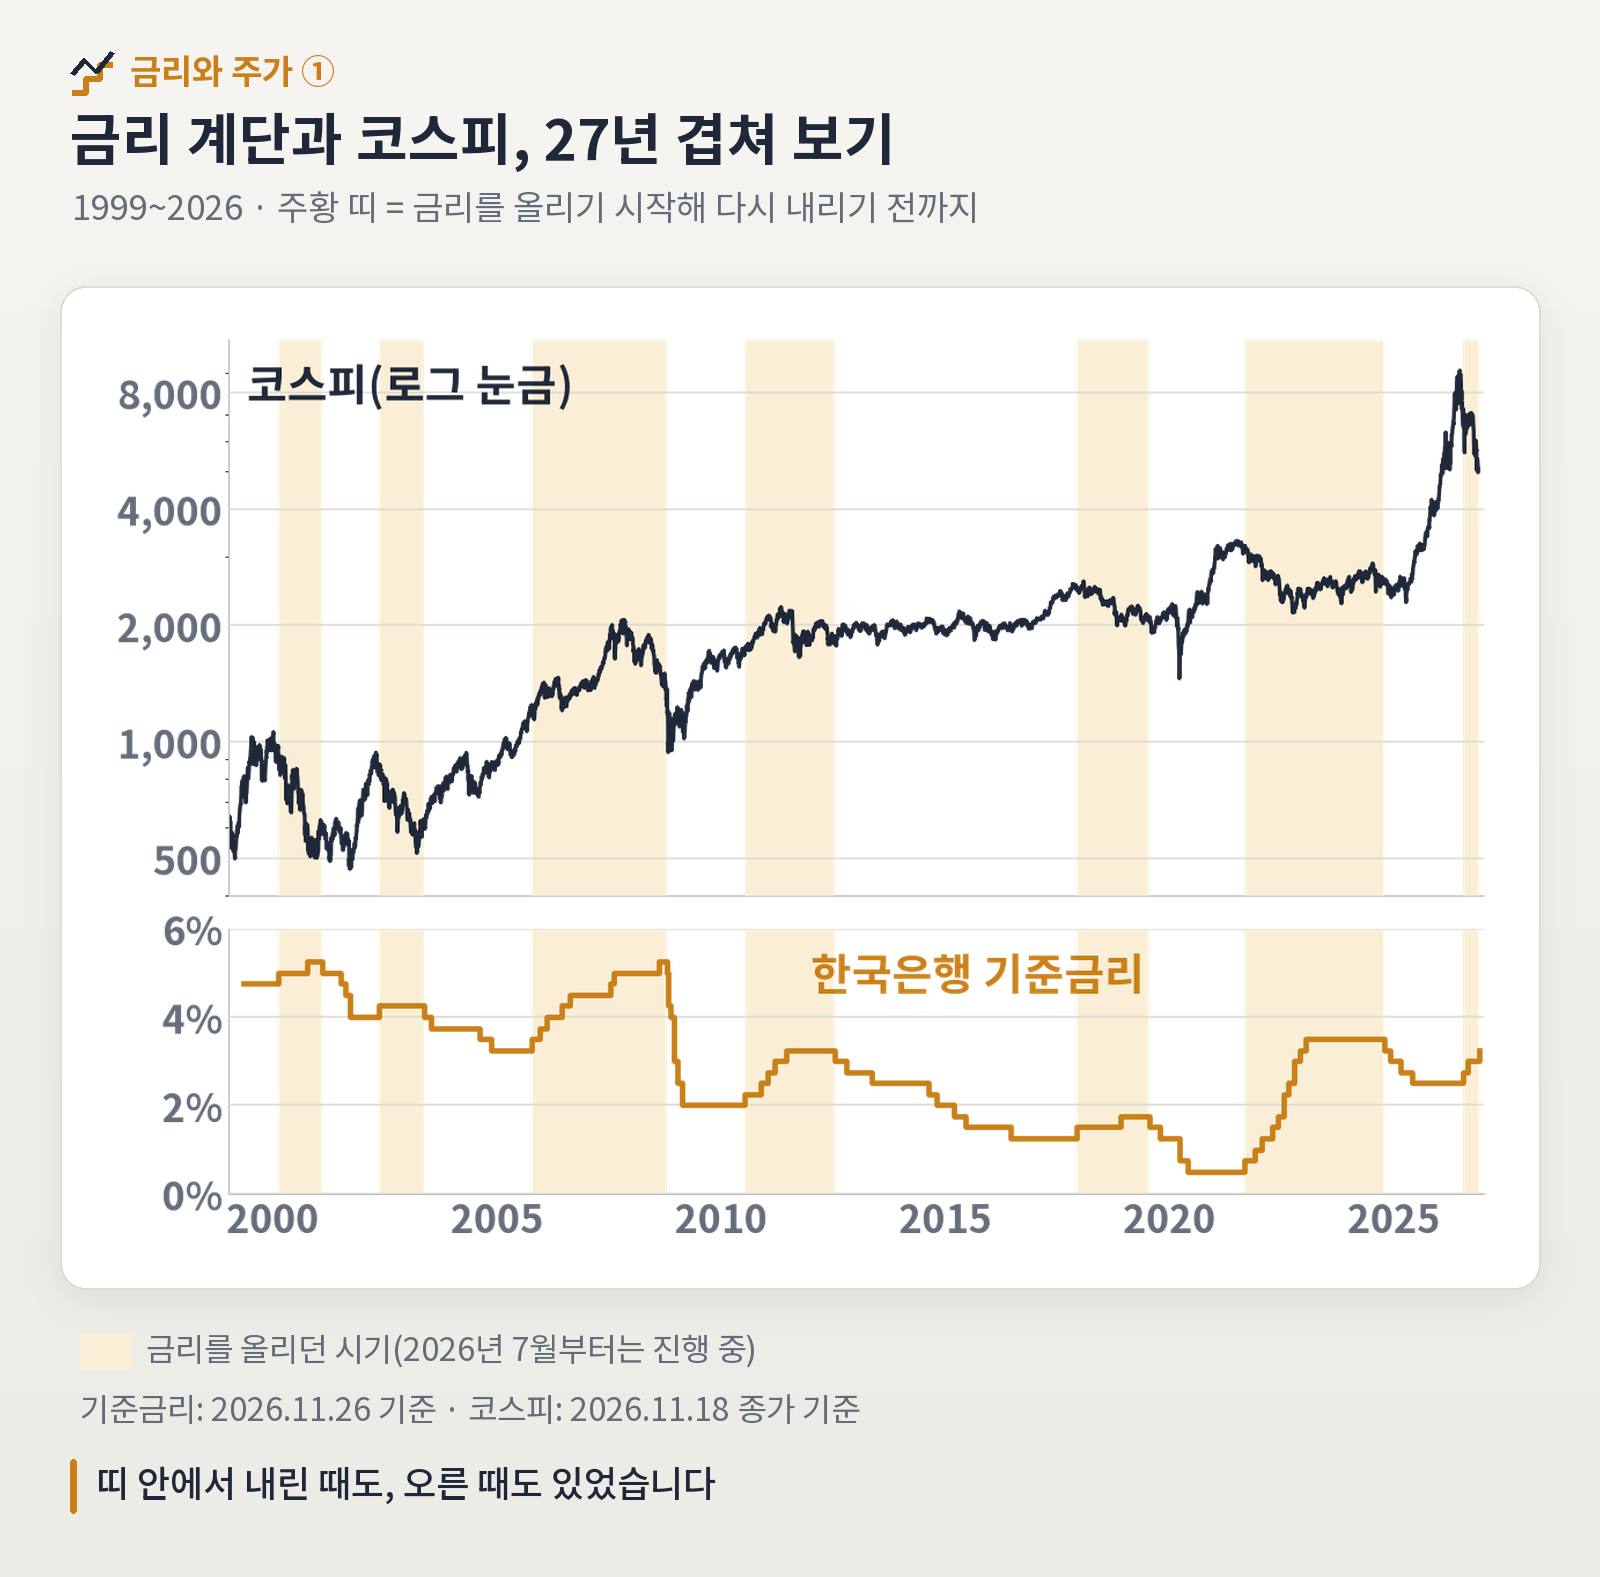 금리와 주가 ①
금리 계단과 코스피, 27년 겹쳐 보기
1999~2026 · 주황 띠 = 금리를 올리기 시작해 다시 내리기 전까지
코스피(로그 눈금)
8,000
4,000
2,000
1,000
500
한국은행 기준금리
6%
4%
2%
0%
2000 2005 2010 2015 2020 2025
금리를 올리던 시기(2026년 7월부터는 진행 중)
기준금리: 2026.11.26 기준 · 코스피: 2026.11.18 종가 기준
띠 안에서 내린 때도, 오른 때도 있었습니다